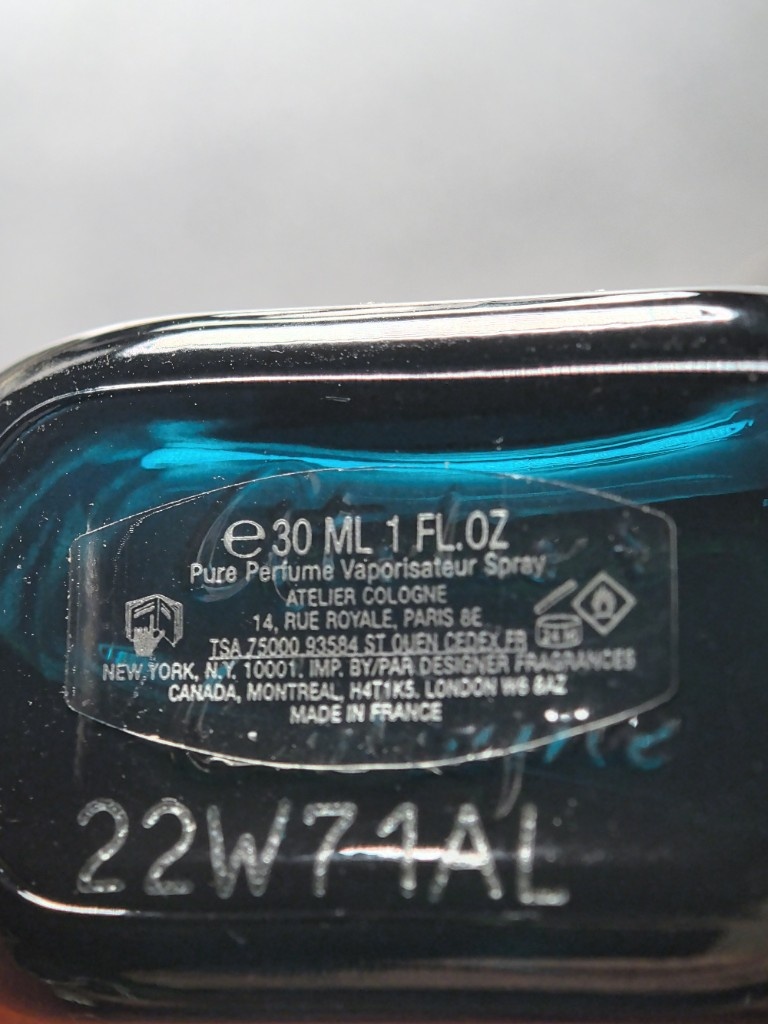 ℮ 30 ML 1 FL.OZ
Pure Perfume Vaporisateur Spray
ATELIER COLOGNE
14, RUE ROYALE, PARIS 8E
TSA 75000 93584 ST OUEN CEDEX FR
NEW YORK, N.Y. 10001. IMP. BY/PAR DESIGNER FRAGRANCES
CANADA, MONTREAL, H4T1K5. LONDON W6 8AZ
MADE IN FRANCE
22W71AL